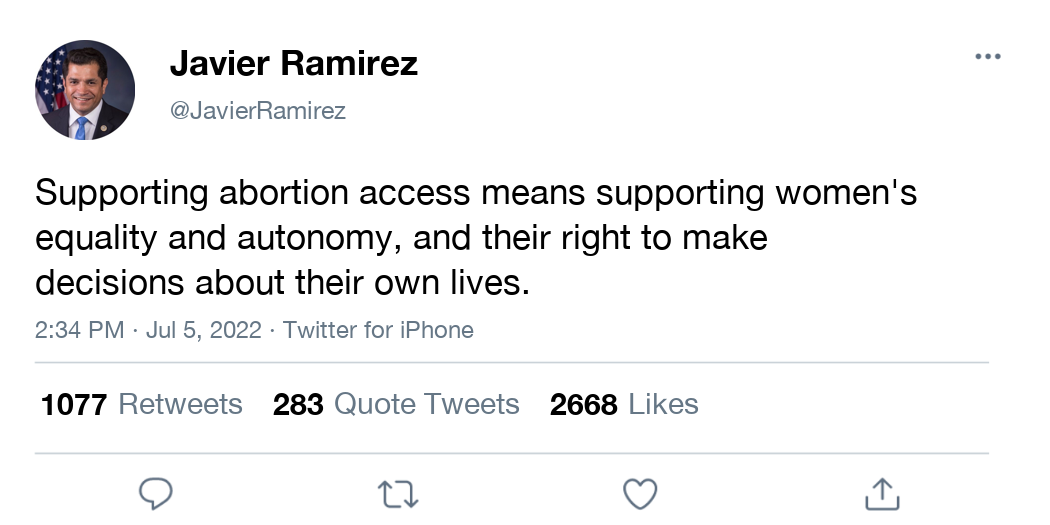 Javier Ramirez
@JavierRamirez
Supporting abortion access means supporting women's
equality and autonomy, and their right to make
decisions about their own lives.
2:34 PM · Jul 5, 2022 · Twitter for iPhone
1077 Retweets 283 Quote Tweets 2668 Likes